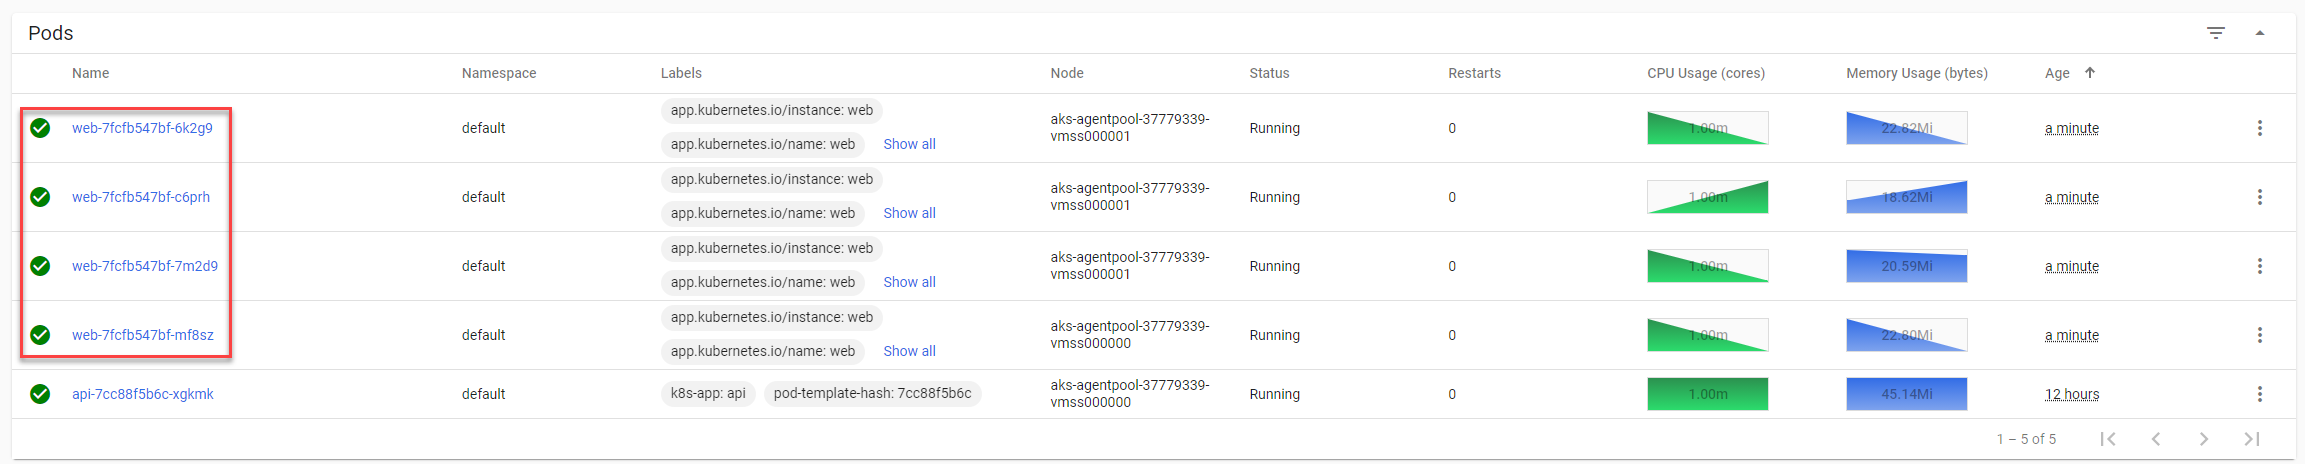 Pods
Name Namespace Labels Node Status Restarts CPU Usage (cores) Memory Usage (bytes) Age
app.kubernetes.io/instance: web
web-7fcfb547bf-6k2g9 default aks-agentpool-37779339-vmss000001 Running 0 1.00m 22.82Mi a minute
app.kubernetes.io/name: web Show all
app.kubernetes.io/instance: web
web-7fcfb547bf-c6prh default aks-agentpool-37779339-vmss000001 Running 0 1.00m 18.62Mi a minute
app.kubernetes.io/name: web Show all
app.kubernetes.io/instance: web
web-7fcfb547bf-7m2d9 default aks-agentpool-37779339-vmss000001 Running 0 1.00m 20.59Mi a minute
app.kubernetes.io/name: web Show all
app.kubernetes.io/instance: web
web-7fcfb547bf-mf8sz default aks-agentpool-37779339-vmss000000 Running 0 1.00m 22.80Mi a minute
app.kubernetes.io/name: web Show all
api-7cc88f5b6c-xgkmk default k8s-app: api pod-template-hash: 7cc88f5b6c aks-agentpool-37779339-vmss000000 Running 0 1.00m 45.14Mi 12 hours
1 – 5 of 5